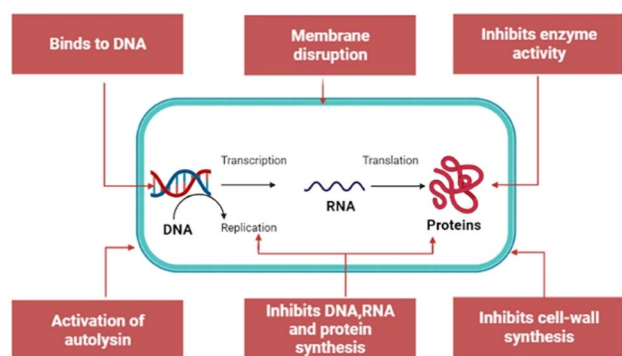 Binds to DNA
Membrane
disruption
Inhibits enzyme
activity
Transcription
Translation
RNA
Proteins
DNA
Replication
Activation of
autolysin
Inhibits DNA,RNA
and protein
synthesis
Inhibits cell-wall
synthesis